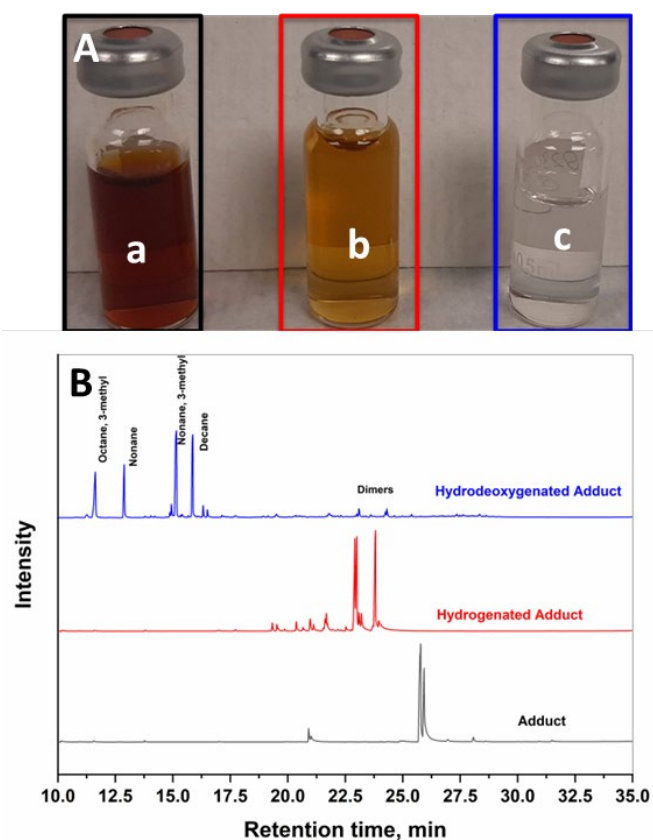 A
a
b
c
B
Octane, 3-methyl
Nonane
Nonane, 3-methyl
Decane
Dimers
Hydrodeoxygenated Adduct
Hydrogenated Adduct
Adduct
Intensity
10.0 12.5 15.0 17.5 20.0 22.5 25.0 27.5 30.0 32.5 35.0
Retention time, min